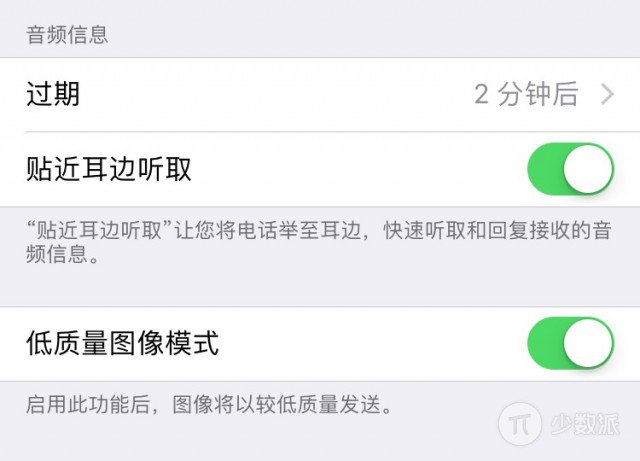 音频信息
过期
2 分钟后
贴近耳边听取
“贴近耳边听取”让您将电话举至耳边，快速听取和回复接收的音
频信息。
低质量图像模式
启用此功能后，图像将以较低质量发送。
π 少数派